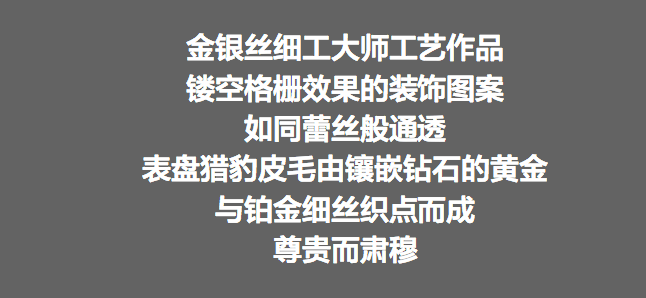 金银丝细工大师工艺作品
镂空格栅效果的装饰图案
如同蕾丝般通透
表盘猎豹皮毛由镶嵌钻石的黄金
与铂金细丝织点而成
尊贵而肃穆